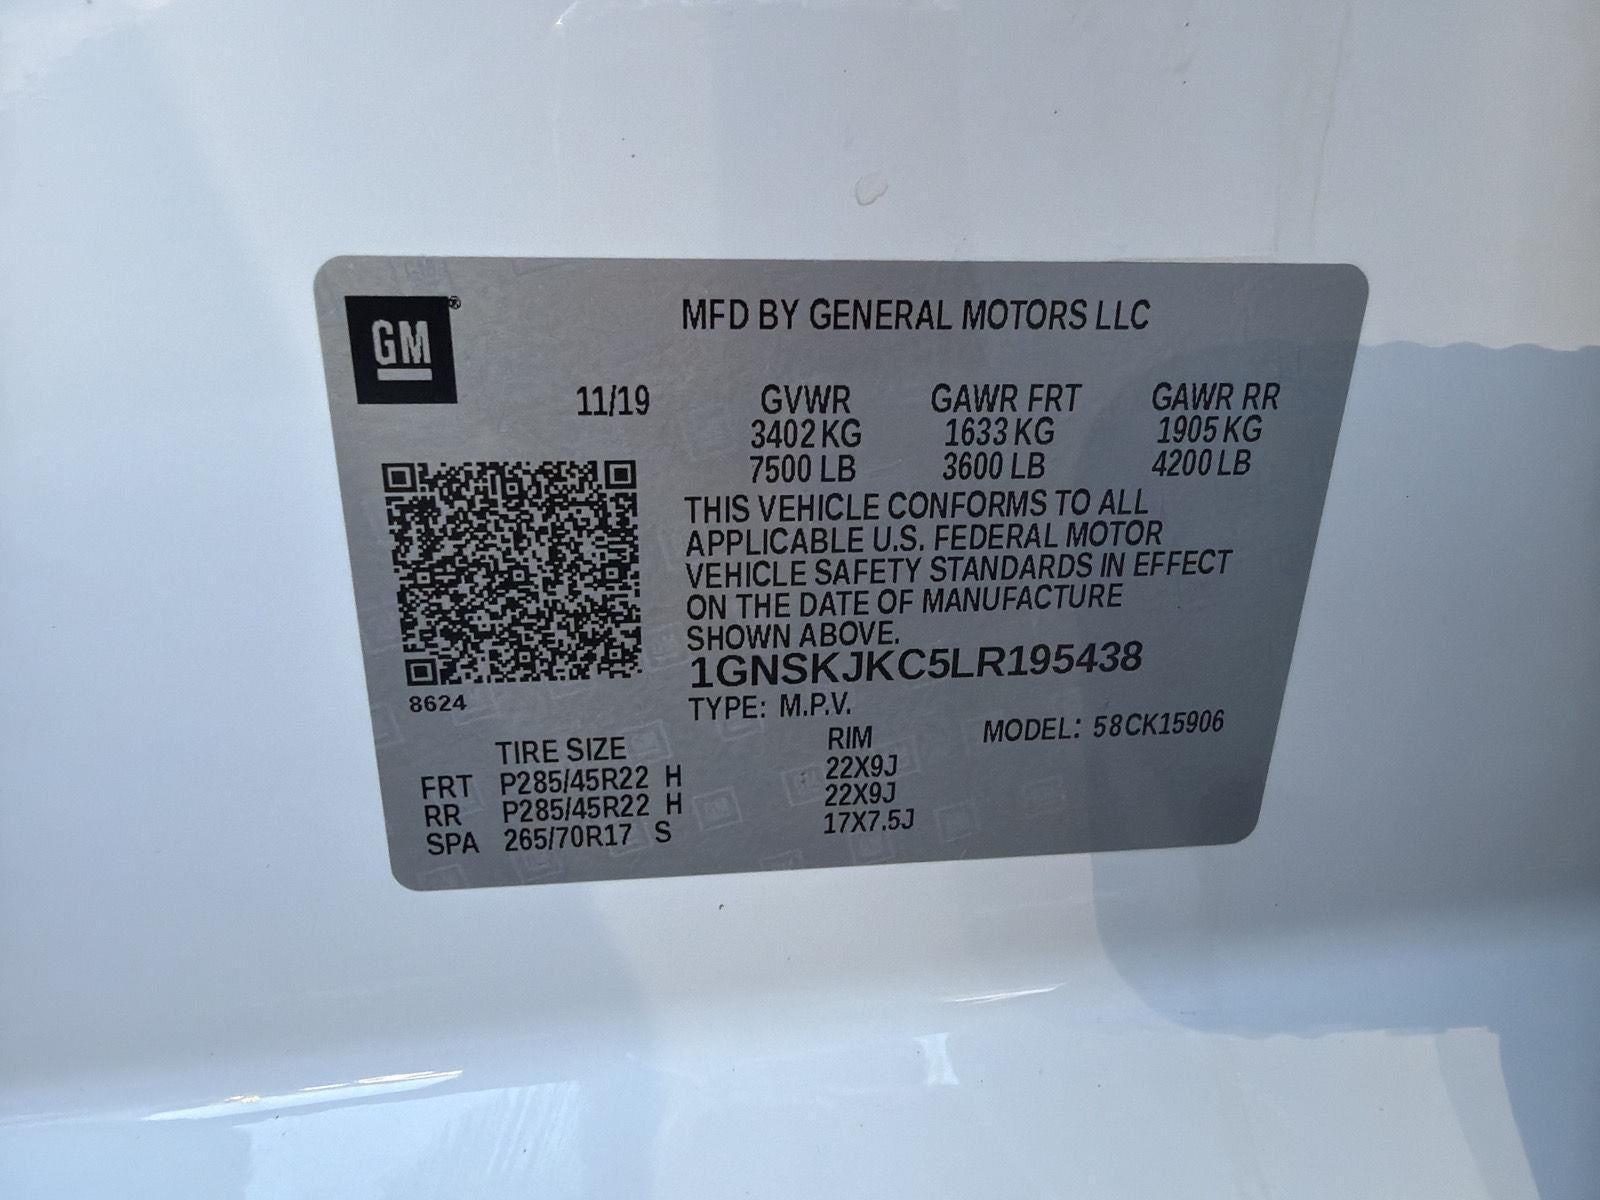 GM®
MFD BY GENERAL MOTORS LLC
11/19 GVWR GAWR FRT GAWR RR
3402 KG 1633 KG 1905 KG
7500 LB 3600 LB 4200 LB
THIS VEHICLE CONFORMS TO ALL
APPLICABLE U.S. FEDERAL MOTOR
VEHICLE SAFETY STANDARDS IN EFFECT
ON THE DATE OF MANUFACTURE
SHOWN ABOVE.
1GNSKJKC5LR195438
8624
TYPE: M.P.V.
MODEL: 58CK15906
TIRE SIZE RIM
FRT P285/45R22 H 22X9J
RR P285/45R22 H 22X9J
SPA 265/70R17 S 17X7.5J